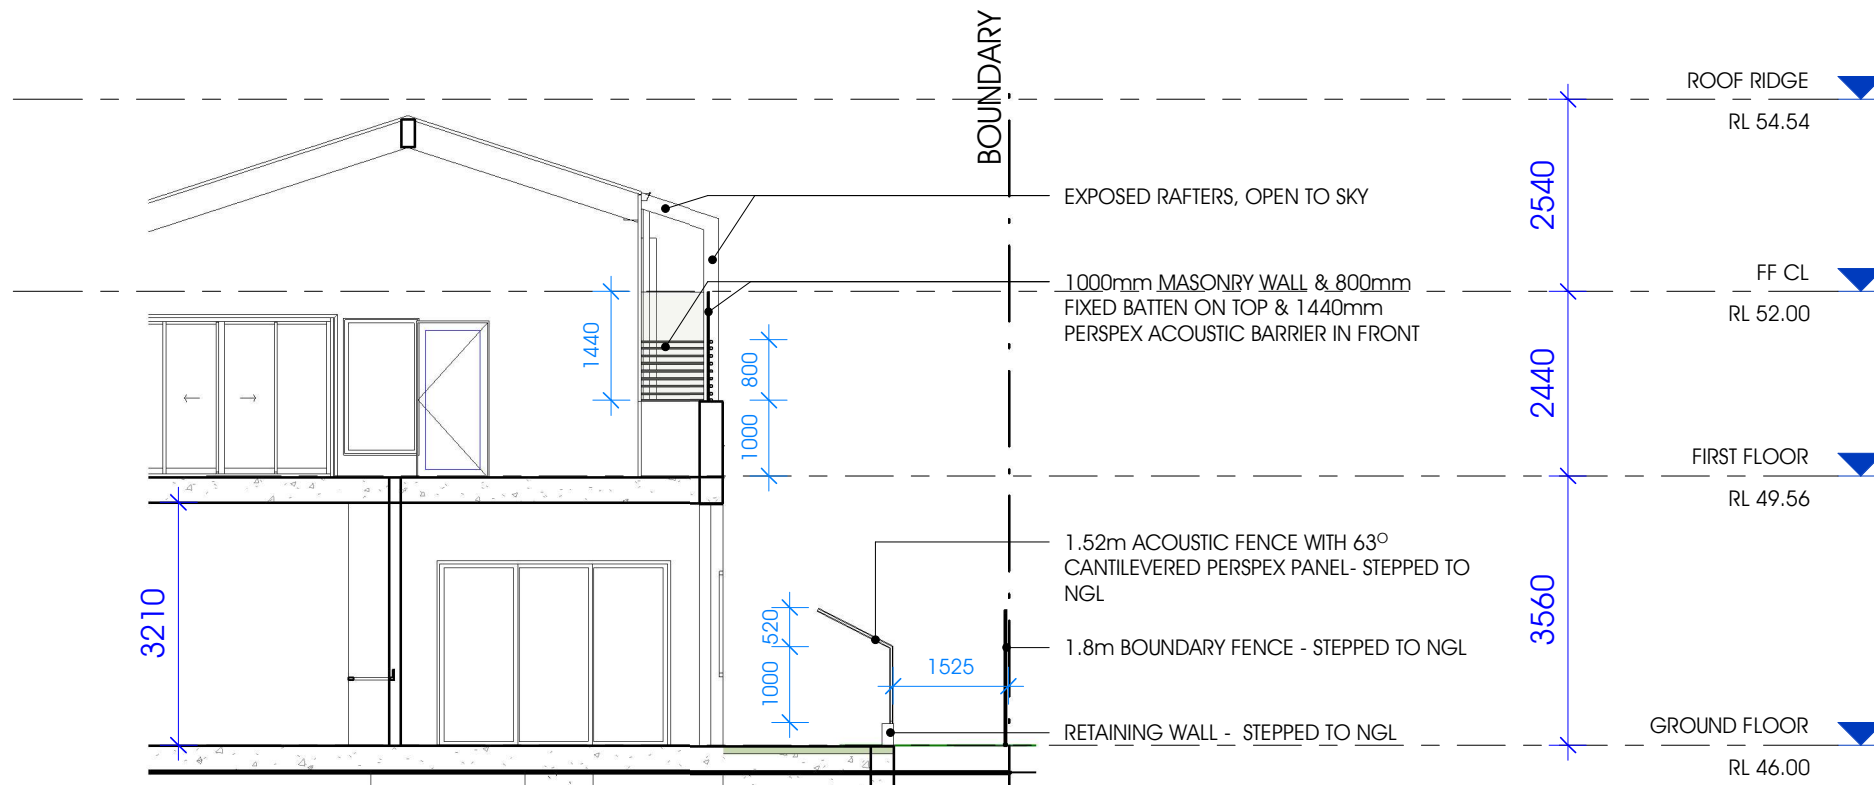 BOUNDARY
ROOF RIDGE
RL 54.54
2540
EXPOSED RAFTERS, OPEN TO SKY
FF CL
RL 52.00
1000mm MASONRY WALL & 800mm
FIXED BATTEN ON TOP & 1440mm
PERSPEX ACOUSTIC BARRIER IN FRONT
1440
800
1000
2440
FIRST FLOOR
RL 49.56
1.52m ACOUSTIC FENCE WITH 63O
CANTILEVERED PERSPEX PANEL- STEPPED TO
NGL
3210
520
1000
1525
3560
1.8m BOUNDARY FENCE - STEPPED TO NGL
RETAINING WALL - STEPPED TO NGL
GROUND FLOOR
RL 46.00